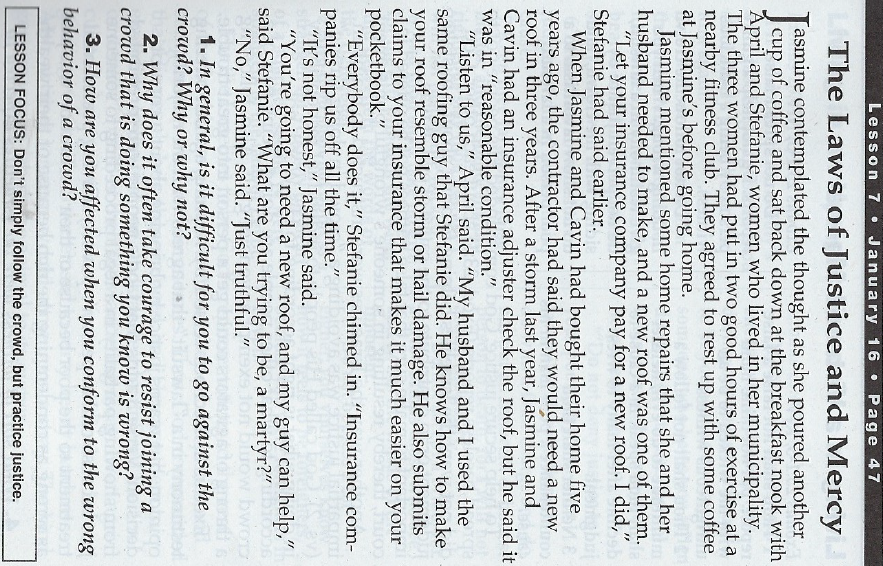 Lesson 7 • January 16 • Page 47
The Laws of Justice and Mercy
Jasmine contemplated the thought as she poured another
cup of coffee and sat back down at the breakfast nook with
April and Stefanie, women who lived in her municipality.
The three women had put in two good hours of exercise at a
nearby fitness club. They agreed to rest up with some coffee
at Jasmine's before going home.
Jasmine mentioned some home repairs that she and her
husband needed to make, and a new roof was one of them.
"Let your insurance company pay for a new roof. I did,"
Stefanie had said earlier.
When Jasmine and Cavin had bought their home five
years ago, the contractor had said they would need a new
roof in three years. After a storm last year, Jasmine and
Cavin had an insurance adjuster check the roof, but he said it
was in "reasonable condition."
"Listen to us," April said. "My husband and I used the
same roofing guy that Stefanie did. He knows how to make
your roof resemble storm or hail damage. He also submits
claims to your insurance that makes it much easier on your
pocketbook."
"Everybody does it," Stefanie chimed in. "Insurance com-
panies rip us off all the time."
"It's not honest," Jasmine said.
"You're going to need a new roof, and my guy can help,"
said Stefanie. "What are you trying to be, a martyr?"
"No," Jasmine said. "Just truthful."
1. In general, is it difficult for you to go against the
crowd? Why or why not?
2. Why does it often take courage to resist joining a
crowd that is doing something you know is wrong?
3. How are you affected when you conform to the wrong
behavior of a crowd?
LESSON FOCUS: Don't simply follow the crowd, but practice justice.